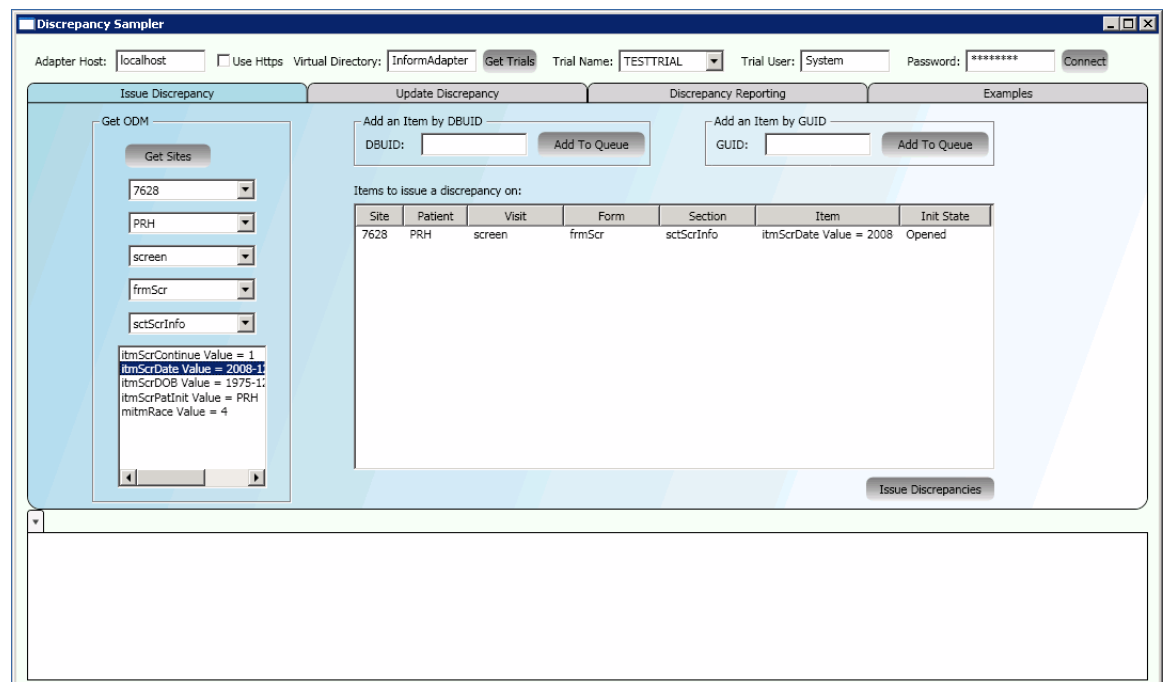 Discrepancy Sampler
Adapter Host: localhost Use Https Virtual Directory: InformAdapter Get Trials Trial Name: TESTTRIAL Trial User: System Password: ******** Connect
Issue Discrepancy Update Discrepancy Discrepancy Reporting Examples
Get ODM Add an Item by DBUID Add an Item by GUID
Get Sites DBUID: Add To Queue GUID: Add To Queue
7628
Items to issue a discrepancy on:
Site Patient Visit Form Section Item Init State
7628 PRH screen frmScr sctScrInfo itmScrDate Value = 2008 Opened
PRH
screen
frmScr
sctScrInfo
itmScrContinue Value = 1
itmScrDate Value = 2008-12
itmScrDOB Value = 1975-12
itmScrPatInit Value = PRH
mitmRace Value = 4
Issue Discrepancies